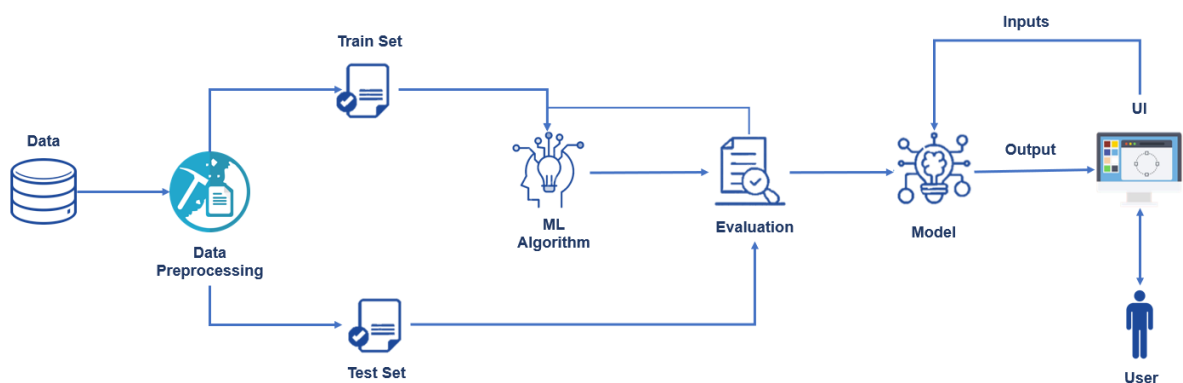 Inputs
Train Set
UI
Data
Output
ML
Algorithm
Evaluation
Model
Data
Preprocessing
Test Set
User